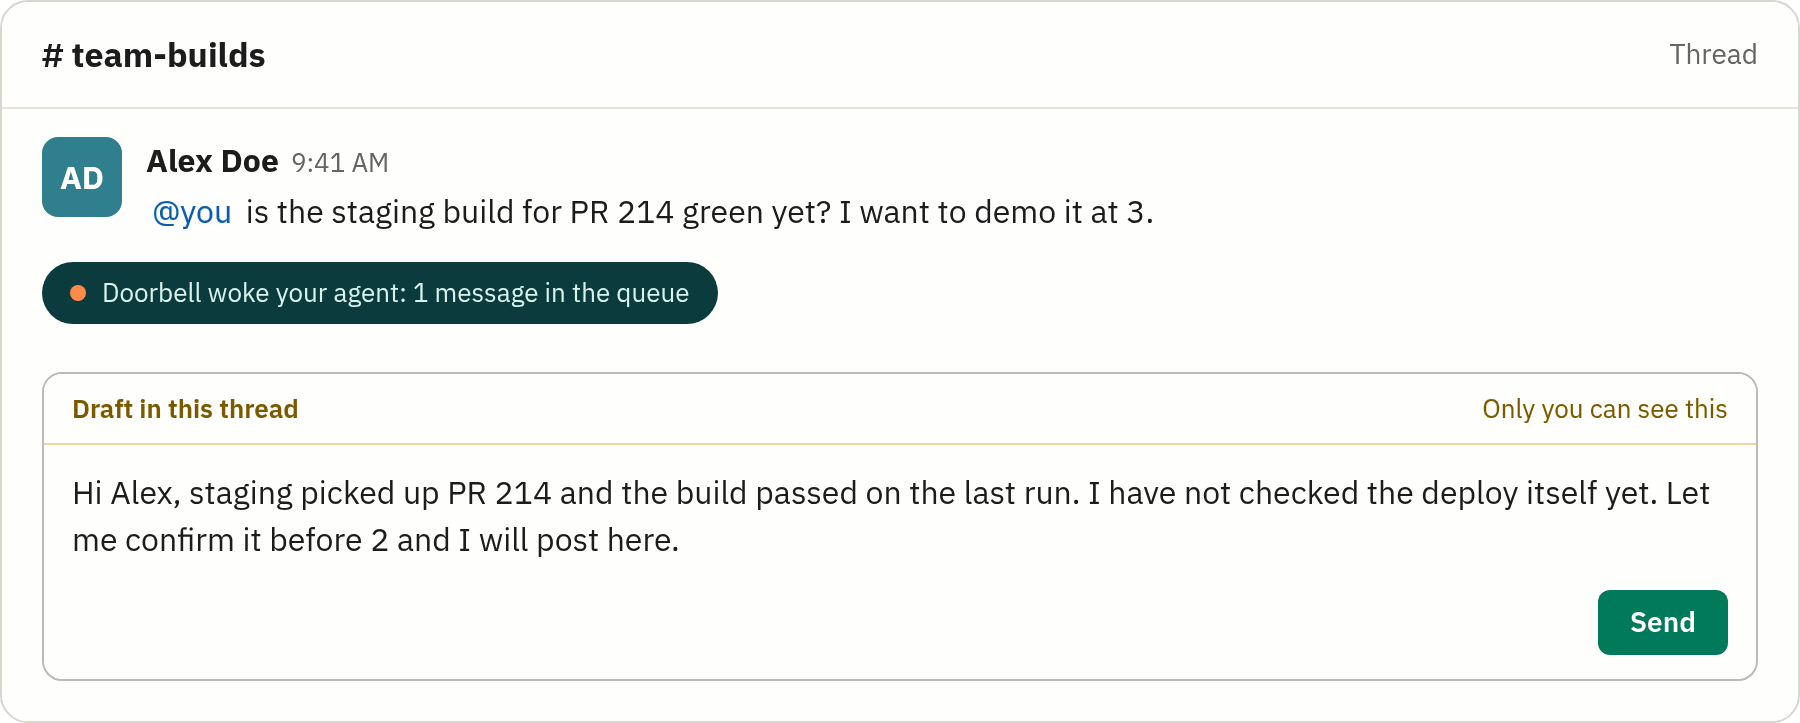 # team-builds
Thread
AD
Alex Doe 9:41 AM
@you is the staging build for PR 214 green yet? I want to demo it at 3.
Doorbell woke your agent: 1 message in the queue
Draft in this thread
Only you can see this
Hi Alex, staging picked up PR 214 and the build passed on the last run. I have not checked the deploy itself yet. Let
me confirm it before 2 and I will post here.
Send